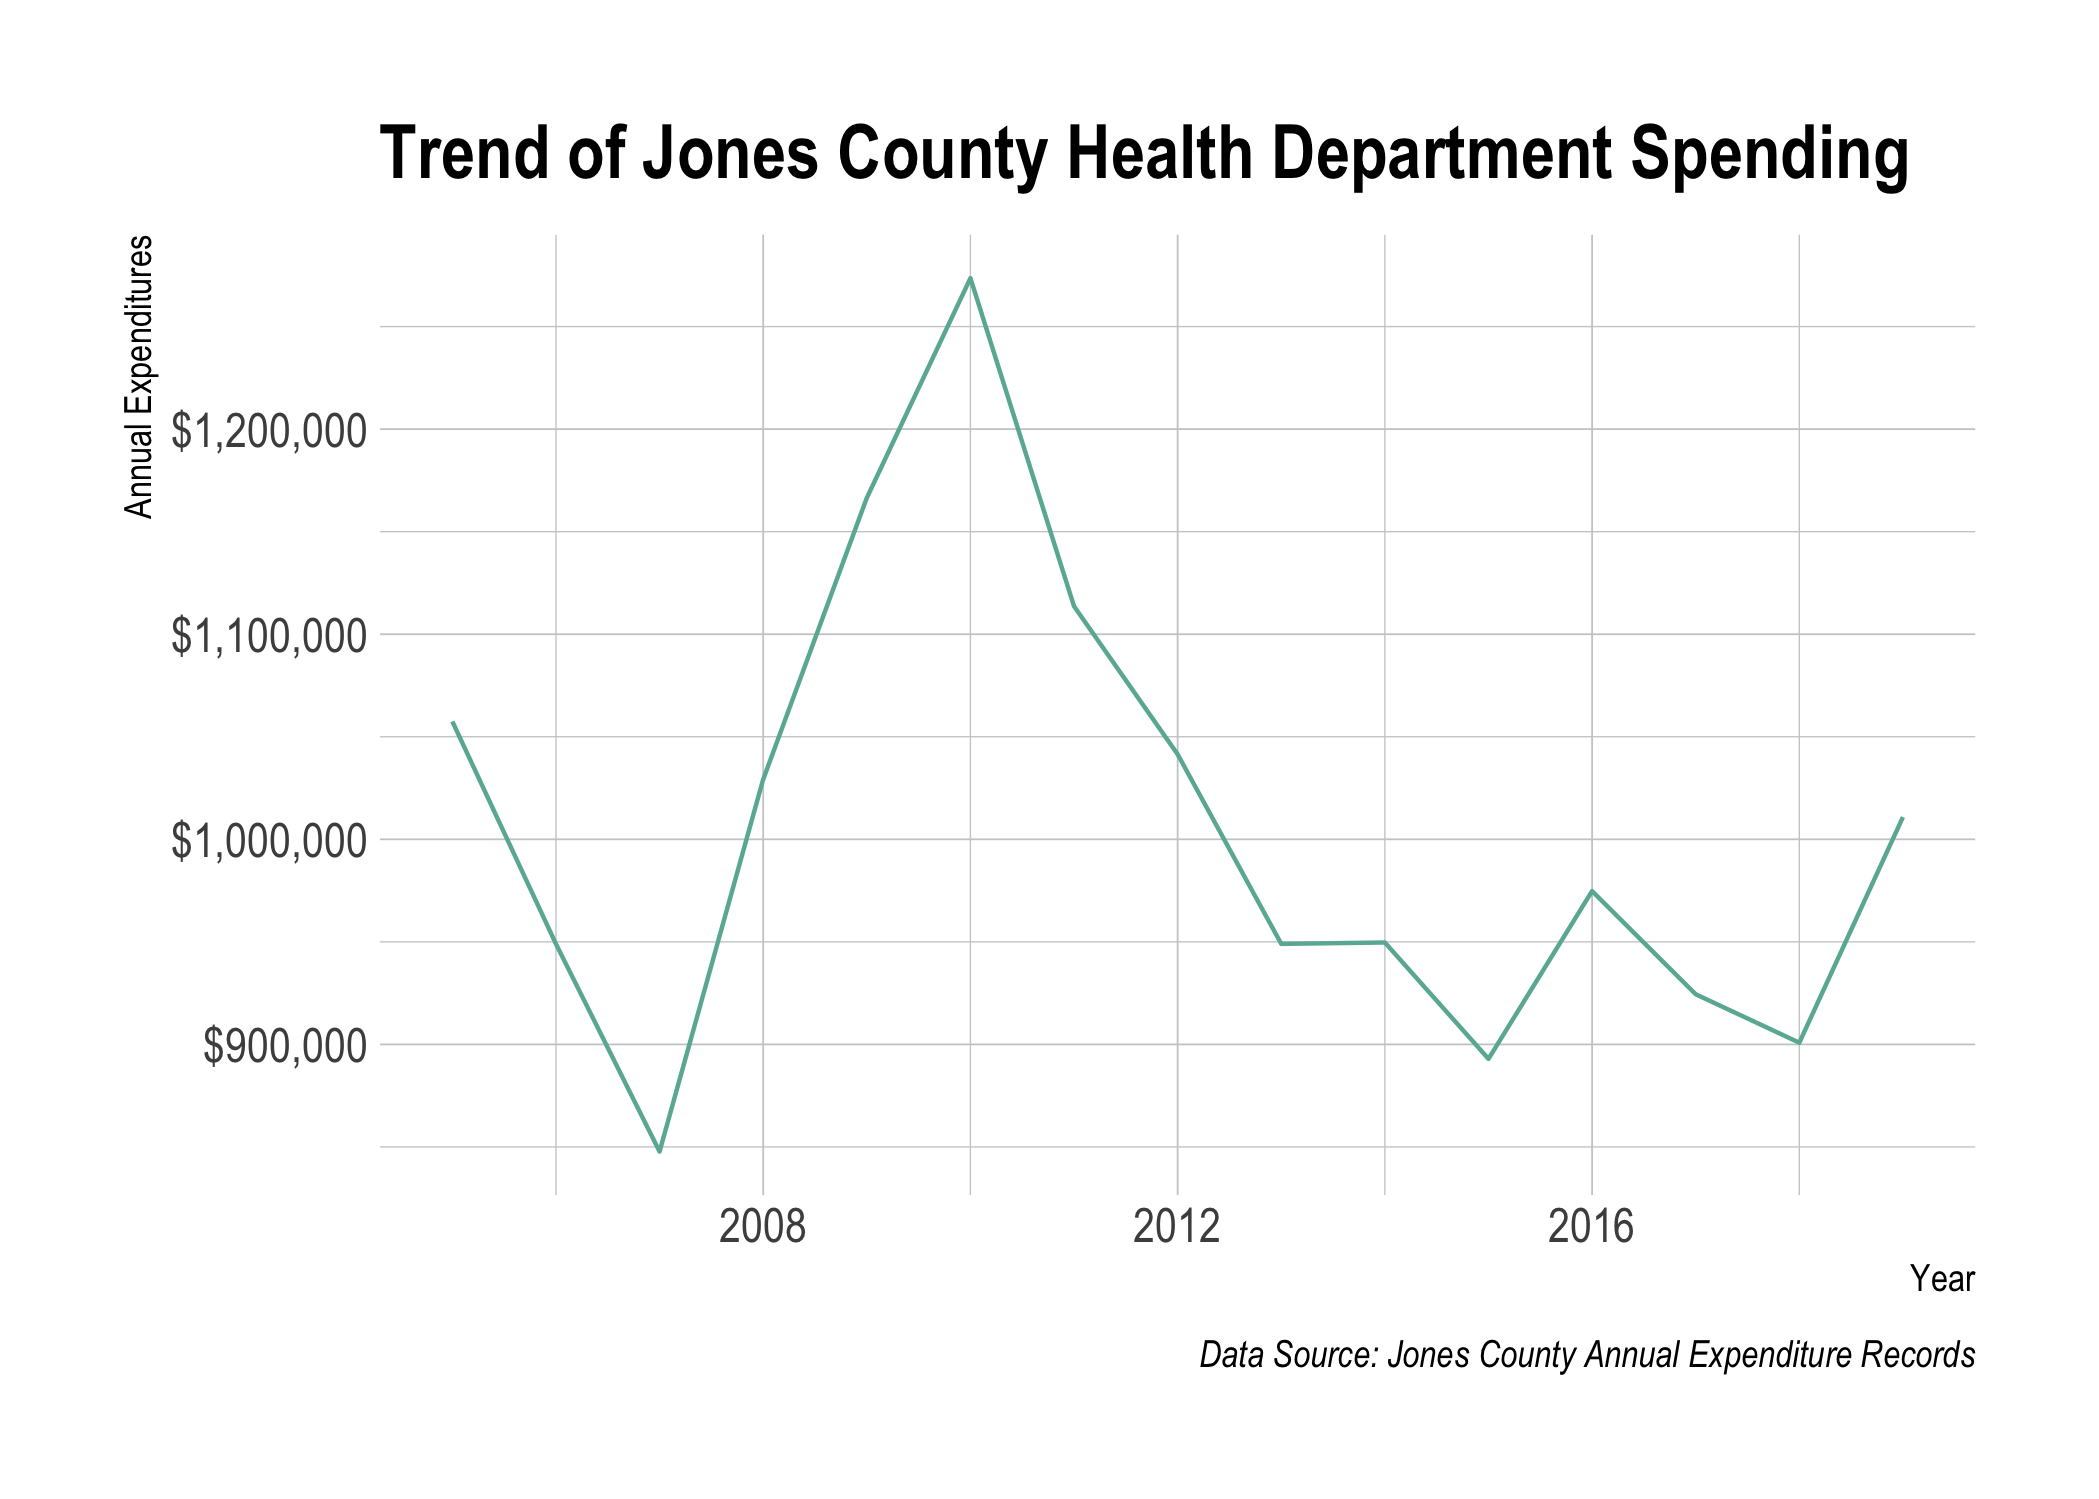 Trend of Jones County Health Department Spending
Annual Expenditures
$1,200,000
$1,100,000
$1,000,000
$900,000
2008
2012
2016
Year
Data Source: Jones County Annual Expenditure Records